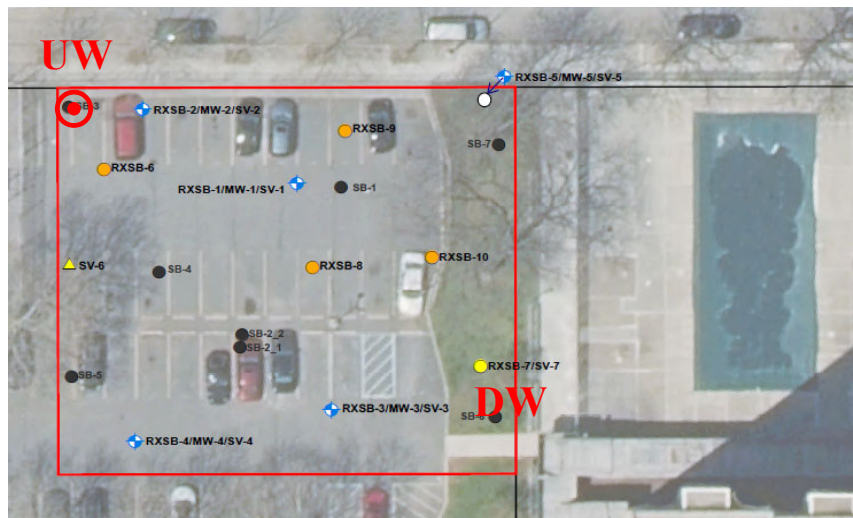 UW
RXSB-5/MW-5/SV-5
SB-3
RXSB-2/MW-2/SV-2
RXSB-9
SB-7
RXSB-6
RXSB-1/MW-1/SV-1
SB-1
SV-6
SB-4
RXSB-8
RXSB-10
SB-2_2
SB-2_1
SB-5
RXSB-7/SV-7
DW
RXSB-3/MW-3/SV-3
RXSB-4/MW-4/SV-4